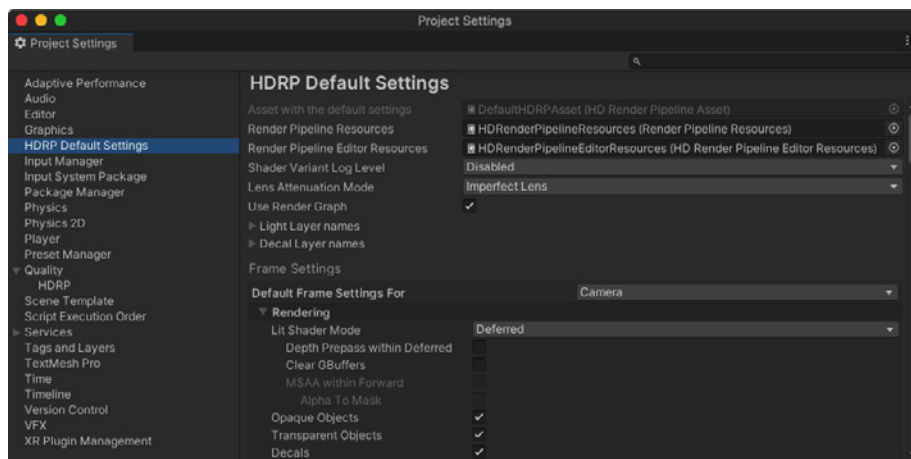 Project Settings
Project Settings
Adaptive Performance
Audio
Editor
Graphics
HDRP Default Settings
Input Manager
Input System Package
Package Manager
Physics
Physics 2D
Player
Preset Manager
Quality
HDRP
Scene Template
Script Execution Order
Services
Tags and Layers
TextMesh Pro
Time
Timeline
Version Control
VFX
XR Plugin Management
HDRP Default Settings
Asset with the default settings DefaultHDRPAsset (HD Render Pipeline Asset)
Render Pipeline Resources HDRenderPipelineResources (Render Pipeline Resources)
Render Pipeline Editor Resources HDRenderPipelineEditorResources (HD Render Pipeline Editor Resources)
Shader Variant Log Level Disabled
Lens Attenuation Mode Imperfect Lens
Use Render Graph
Light Layer names
Decal Layer names
Frame Settings
Default Frame Settings For Camera
Rendering
Lit Shader Mode Deferred
Depth Prepass within Deferred
Clear GBuffers
MSAA within Forward
Alpha To Mask
Opaque Objects
Transparent Objects
Decals